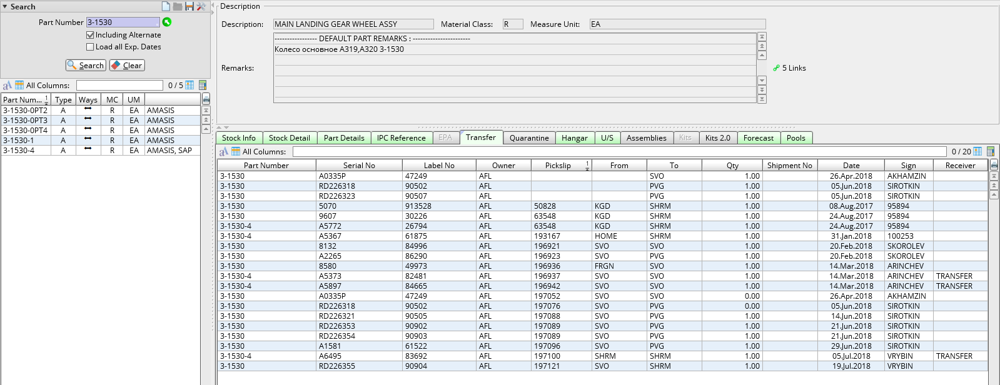 Search
Part Number 3-1530
Including Alternate
Load all Exp. Dates
Search Clear
All Columns: 0 / 5
Part Num... 1 Type Ways MC UM
3-1530-0PT2 A R EA AMASIS
3-1530-0PT3 A R EA AMASIS
3-1530-0PT4 A R EA AMASIS
3-1530-1 A R EA AMASIS
3-1530-4 A R EA AMASIS, SAP
Description
Description: MAIN LANDING GEAR WHEEL ASSY Material Class: R Measure Unit: EA
----------------- DEFAULT PART REMARKS : -----------------------
Колесо основное A319,A320 3-1530
Remarks:
5 Links
Stock Info Stock Detail Part Details IPC Reference EPA Transfer Quarantine Hangar U/S Assemblies Kits Kits 2.0 Forecast Pools
All Columns: 0 / 20
Part Number Serial No Label No Owner Pickslip 1 From To Qty Shipment No Date Sign Receiver
3-1530 A0335P 47249 AFL SVO 1.00 26.Apr.2018 AKHAMZIN
3-1530 RD226318 90502 AFL PVG 1.00 05.Jun.2018 SIROTKIN
3-1530 RD226323 90507 AFL PVG 1.00 05.Jun.2018 SIROTKIN
3-1530 5070 913528 AFL 50828 KGD SHRM 1.00 08.Aug.2017 95894
3-1530 9607 30226 AFL 63548 KGD SHRM 1.00 24.Aug.2017 95894
3-1530-4 A5772 26794 AFL 63548 KGD SHRM 1.00 24.Aug.2017 95894
3-1530-4 A5367 61875 AFL 193167 HOME SHRM 1.00 31.Jan.2018 100253
3-1530 8132 84996 AFL 196921 SVO SVO 1.00 20.Feb.2018 SKOROLEV
3-1530 A2265 86290 AFL 196923 SVO PVG 1.00 20.Feb.2018 SKOROLEV
3-1530 8580 49973 AFL 196936 FRGN SVO 1.00 14.Mar.2018 ARINCHEV
3-1530-4 A5373 82481 AFL 196937 SVO SVO 1.00 14.Mar.2018 ARINCHEV TRANSFER
3-1530-4 A5897 84665 AFL 196942 SVO SVO 1.00 14.Mar.2018 ARINCHEV TRANSFER
3-1530 A0335P 47249 AFL 197052 SVO SVO 0.00 26.Apr.2018 AKHAMZIN
3-1530 RD226318 90502 AFL 197076 SVO PVG 0.00 05.Jun.2018 SIROTKIN
3-1530 RD226321 90505 AFL 197088 SVO PVG 1.00 14.Jun.2018 SIROTKIN
3-1530 RD226353 90902 AFL 197089 SVO PVG 1.00 21.Jun.2018 SIROTKIN
3-1530 RD226354 90903 AFL 197089 SVO PVG 1.00 21.Jun.2018 SIROTKIN
3-1530 A1581 61522 AFL 197096 SVO PVG 1.00 29.Jun.2018 SIROTKIN
3-1530-4 A6495 83692 AFL 197100 SHRM SHRM 1.00 05.Jul.2018 VRYBIN TRANSFER
3-1530 RD226355 90904 AFL 197121 SVO SHRM 1.00 19.Jul.2018 VRYBIN